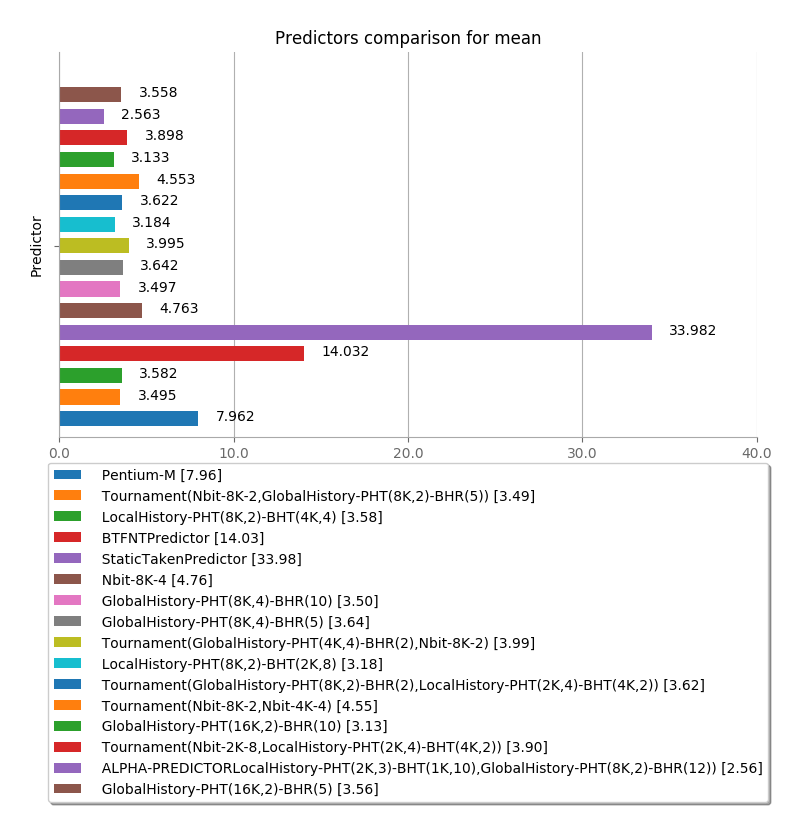 Predictors comparison for mean
3.558
2.563
3.898
3.133
4.553
3.622
3.184
3.995
3.642
3.497
4.763
33.982
14.032
3.582
3.495
7.962
Predictor
0.0 10.0 20.0 30.0 40.0
Pentium-M [7.96]
Tournament(Nbit-8K-2,GlobalHistory-PHT(8K,2)-BHR(5)) [3.49]
LocalHistory-PHT(8K,2)-BHT(4K,4) [3.58]
BTFNTPredictor [14.03]
StaticTakenPredictor [33.98]
Nbit-8K-4 [4.76]
GlobalHistory-PHT(8K,4)-BHR(10) [3.50]
GlobalHistory-PHT(8K,4)-BHR(5) [3.64]
Tournament(GlobalHistory-PHT(4K,4)-BHR(2),Nbit-8K-2) [3.99]
LocalHistory-PHT(8K,2)-BHT(2K,8) [3.18]
Tournament(GlobalHistory-PHT(8K,2)-BHR(2),LocalHistory-PHT(2K,4)-BHT(4K,2)) [3.62]
Tournament(Nbit-8K-2,Nbit-4K-4) [4.55]
GlobalHistory-PHT(16K,2)-BHR(10) [3.13]
Tournament(Nbit-2K-8,LocalHistory-PHT(2K,4)-BHT(4K,2)) [3.90]
ALPHA-PREDICTORLocalHistory-PHT(2K,3)-BHT(1K,10),GlobalHistory-PHT(8K,2)-BHR(12)) [2.56]
GlobalHistory-PHT(16K,2)-BHR(5) [3.56]